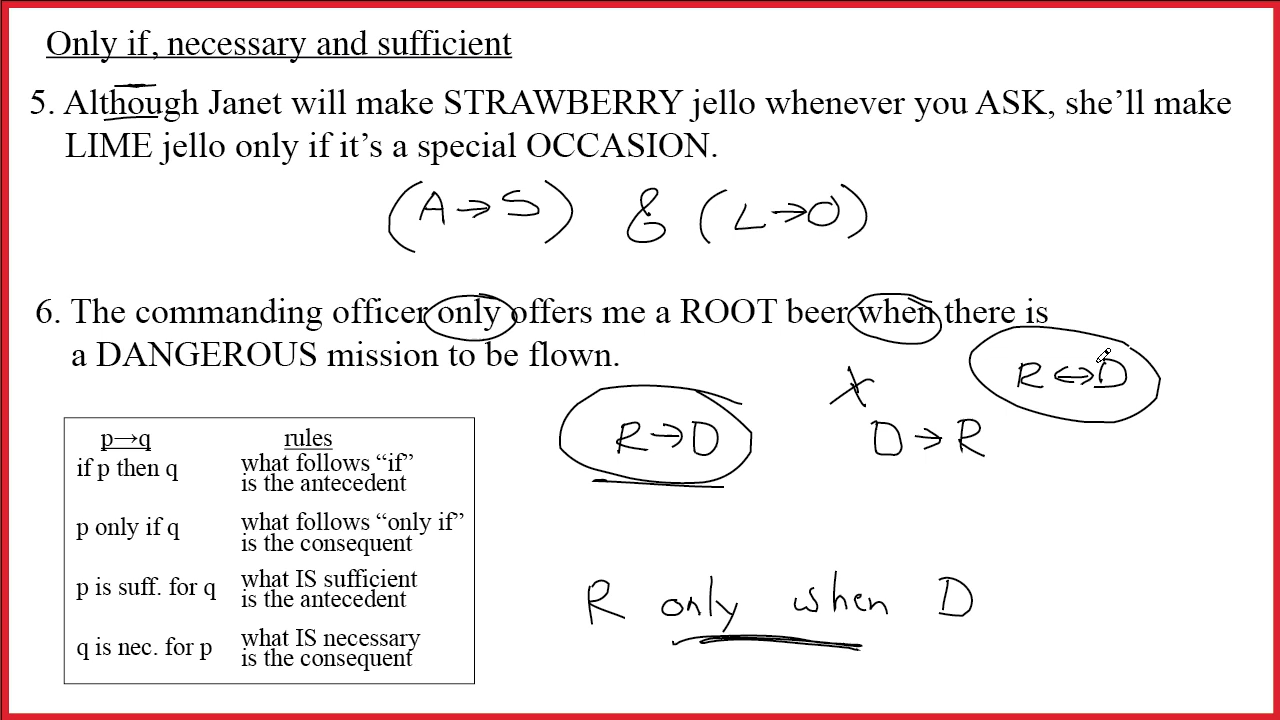 Only if, necessary and sufficient
5. Although Janet will make STRAWBERRY jello whenever you ASK, she’ll make
LIME jello only if it’s a special OCCASION.
(A→S) & (L→O)
6. The commanding officer only offers me a ROOT beer when there is
a DANGEROUS mission to be flown.
R↔D
R→D
X
D→R
p→q rules
if p then q what follows “if”
is the antecedent
p only if q what follows “only if”
is the consequent
p is suff. for q what IS sufficient
is the antecedent
q is nec. for p what IS necessary
is the consequent
R only when D